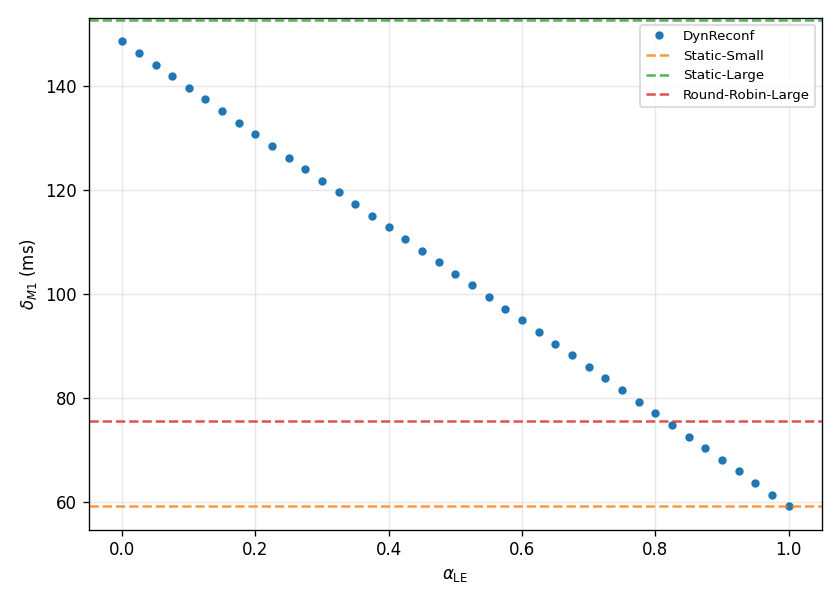 DynReconf
Static-Small
Static-Large
Round-Robin-Large
140
120
100
80
60
δM1 (ms)
0.0 0.2 0.4 0.6 0.8 1.0
αLE